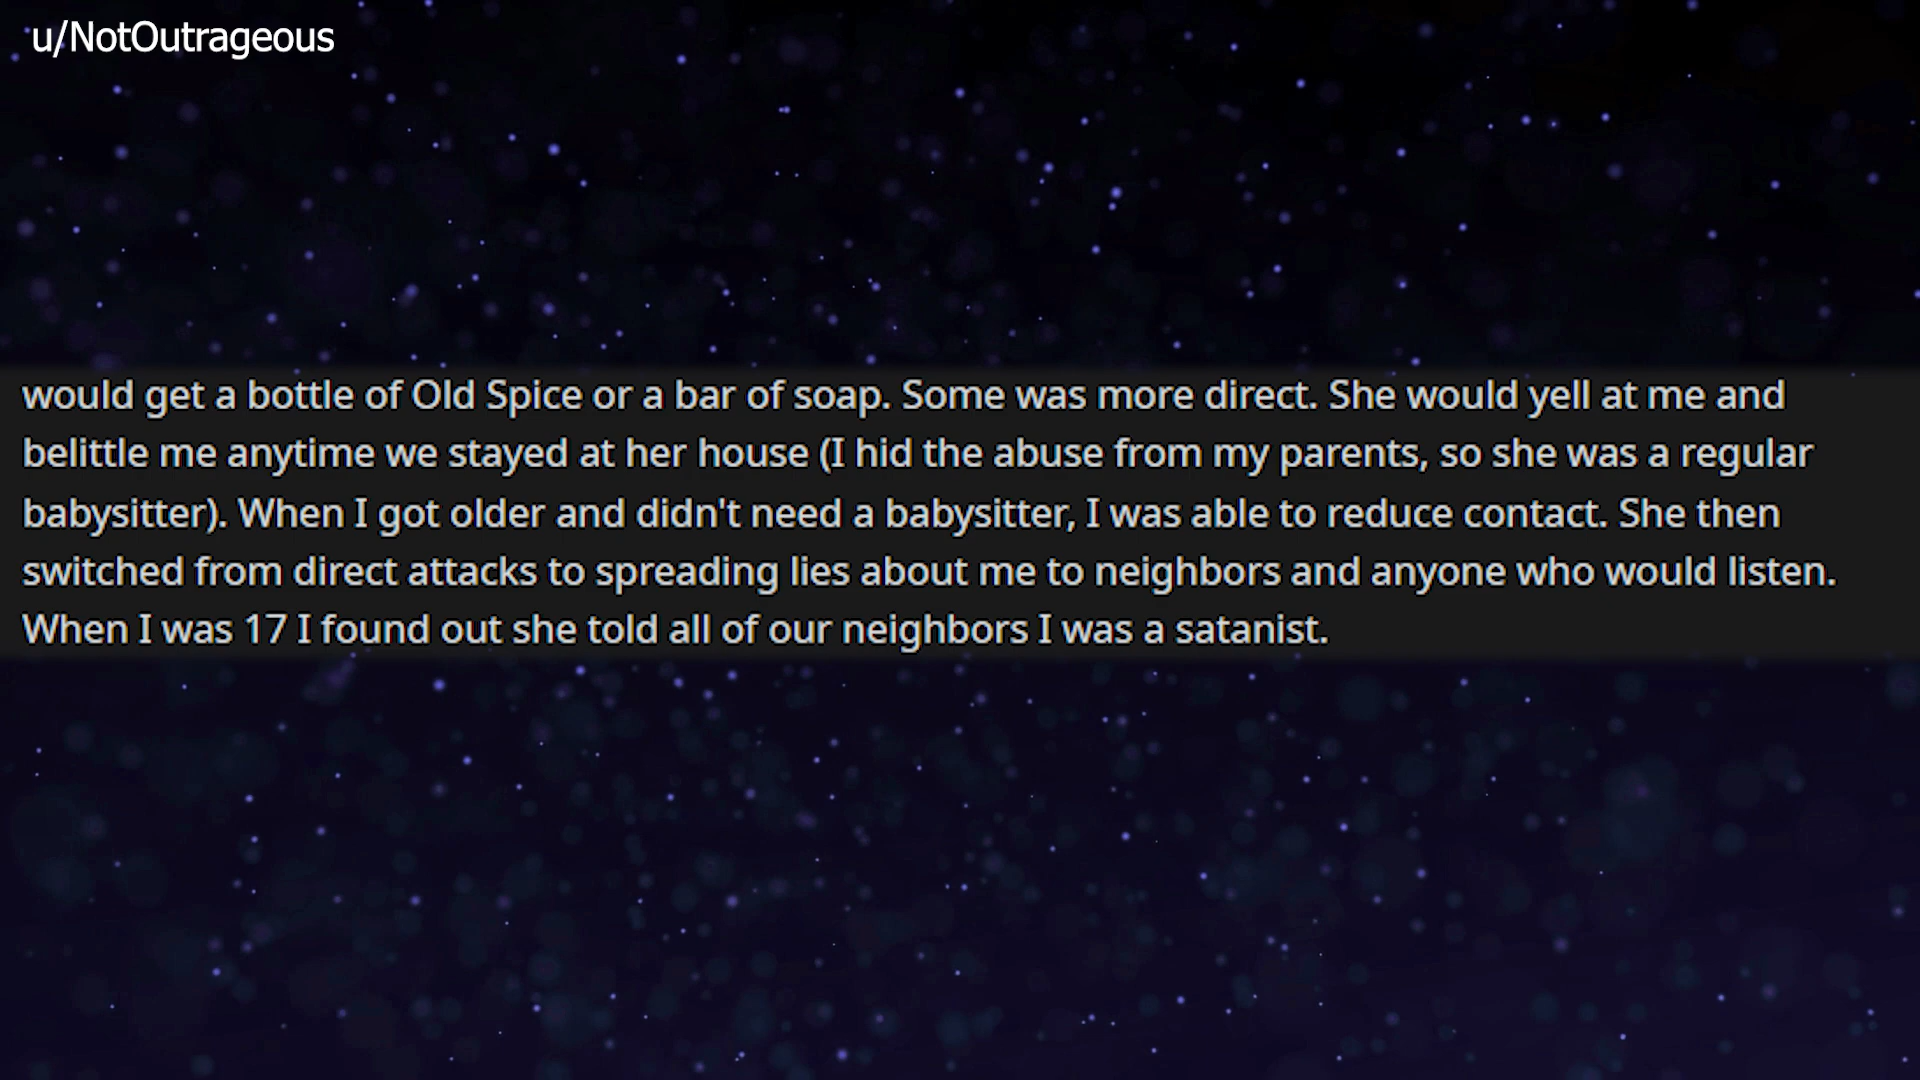 u/NotOutrageous
would get a bottle of Old Spice or a bar of soap. Some was more direct. She would yell at me and
belittle me anytime we stayed at her house (I hid the abuse from my parents, so she was a regular
babysitter). When I got older and didn't need a babysitter, I was able to reduce contact. She then
switched from direct attacks to spreading lies about me to neighbors and anyone who would listen.
When I was 17 I found out she told all of our neighbors I was a satanist.